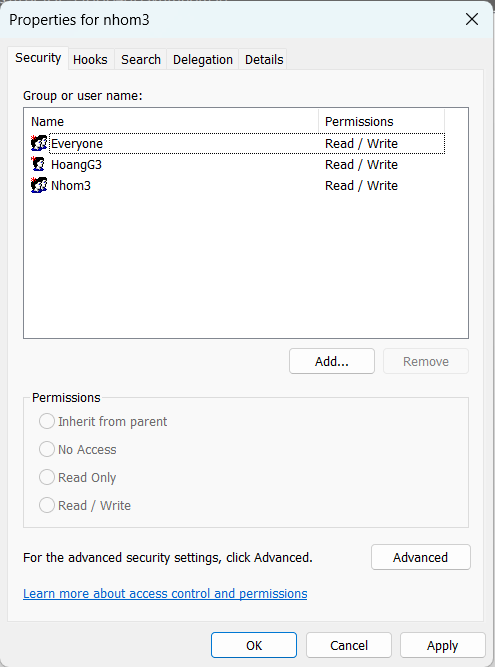 Properties for nhom3
Security Hooks Search Delegation Details
Group or user name:
Name Permissions
Everyone Read / Write
HoangG3 Read / Write
Nhom3 Read / Write
Add... Remove
Permissions
Inherit from parent
No Access
Read Only
Read / Write
For the advanced security settings, click Advanced. Advanced
Learn more about access control and permissions
OK Cancel Apply